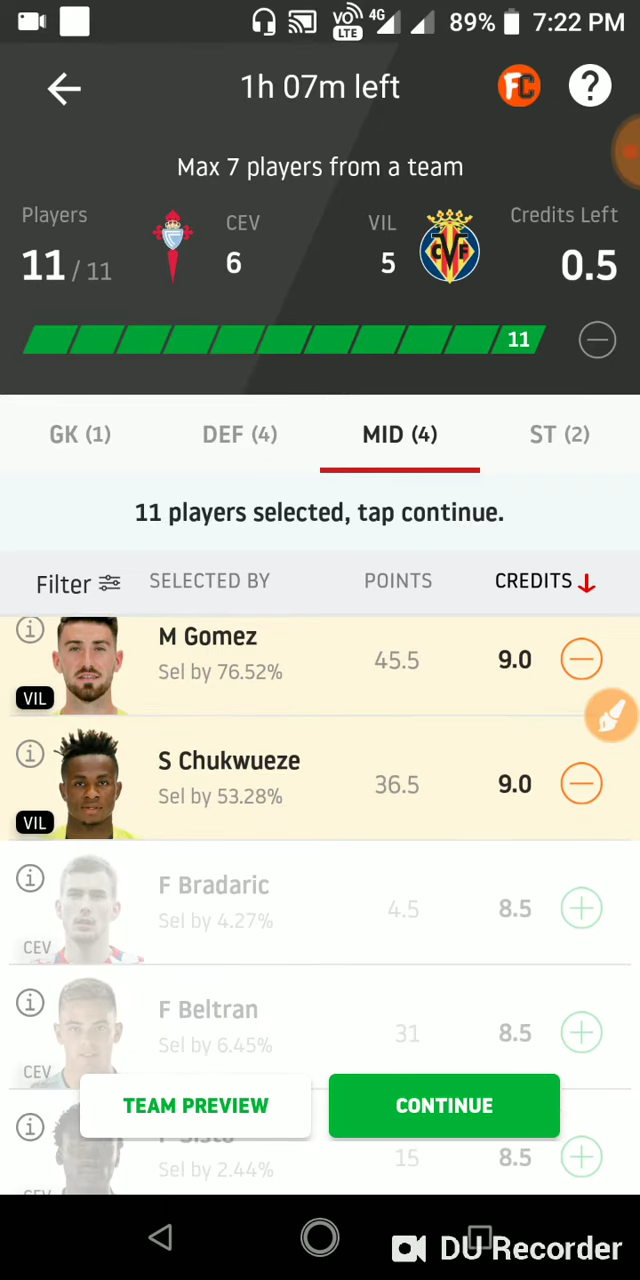 VO LTE 4G 89% 7:22 PM
1h 07m left FC ?
Max 7 players from a team
Players CEV VIL Credits Left
11 / 11 6 5 0.5
11
GK (1) DEF (4) MID (4) ST (2)
11 players selected, tap continue.
Filter SELECTED BY POINTS CREDITS
M Gomez
Sel by 76.52% 45.5 9.0
VIL
S Chukwueze
Sel by 53.28% 36.5 9.0
VIL
F Bradaric
Sel by 4.27% 4.5 8.5
CEV
F Beltran
Sel by 6.45% 31 8.5
CEV
TEAM PREVIEW CONTINUE
Sel by 2.44% 15 8.5
DU Recorder